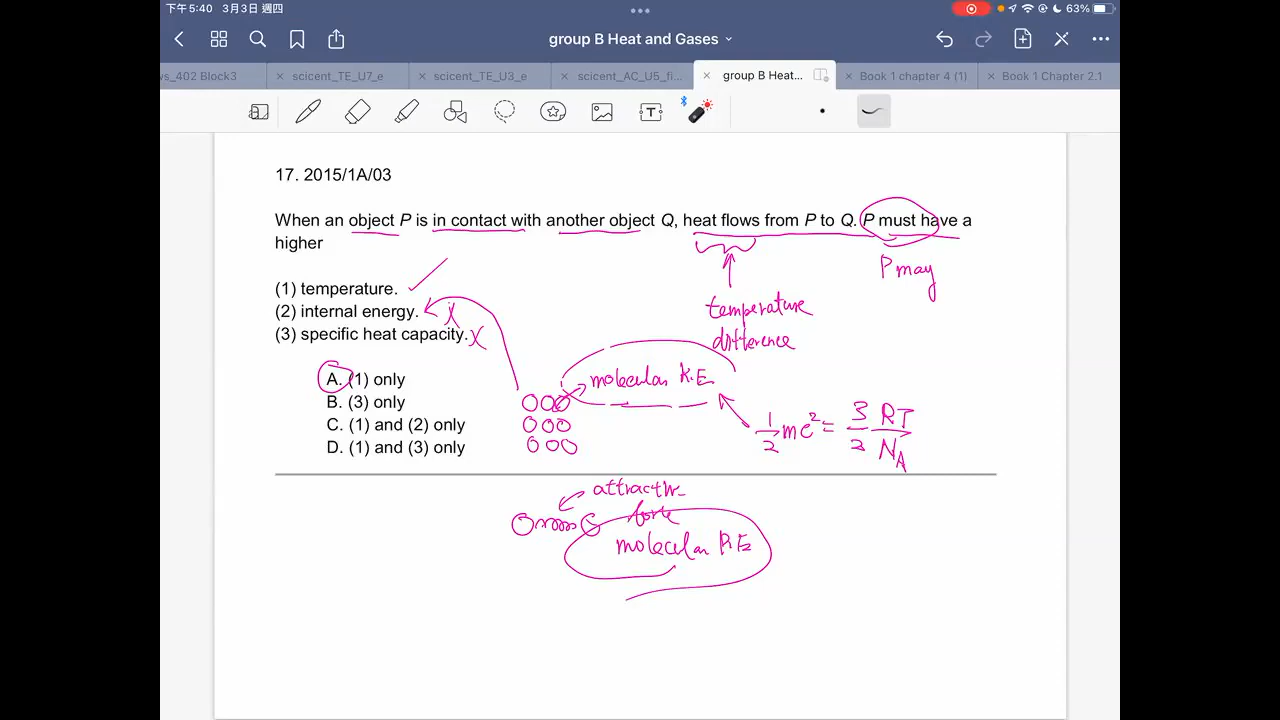 下午 5:40 3月3日 週四
63%
group B Heat and Gases
vs_402 Block3
scicent_TE_U7_e
scicent_TE_U3_e
scicent_AC_U5_fi...
group B Heat...
Book 1 chapter 4 (1)
Book 1 Chapter 2.1
17. 2015/1A/03
When an object P is in contact with another object Q, heat flows from P to Q. P must have a
higher
P may
(1) temperature.
(2) internal energy.
(3) specific heat capacity.
temperature
difference
A. (1) only
B. (3) only
C. (1) and (2) only
D. (1) and (3) only
molecular K.E.
1/2 mc² = 3/2 RT/N_A
force
molecular P.E